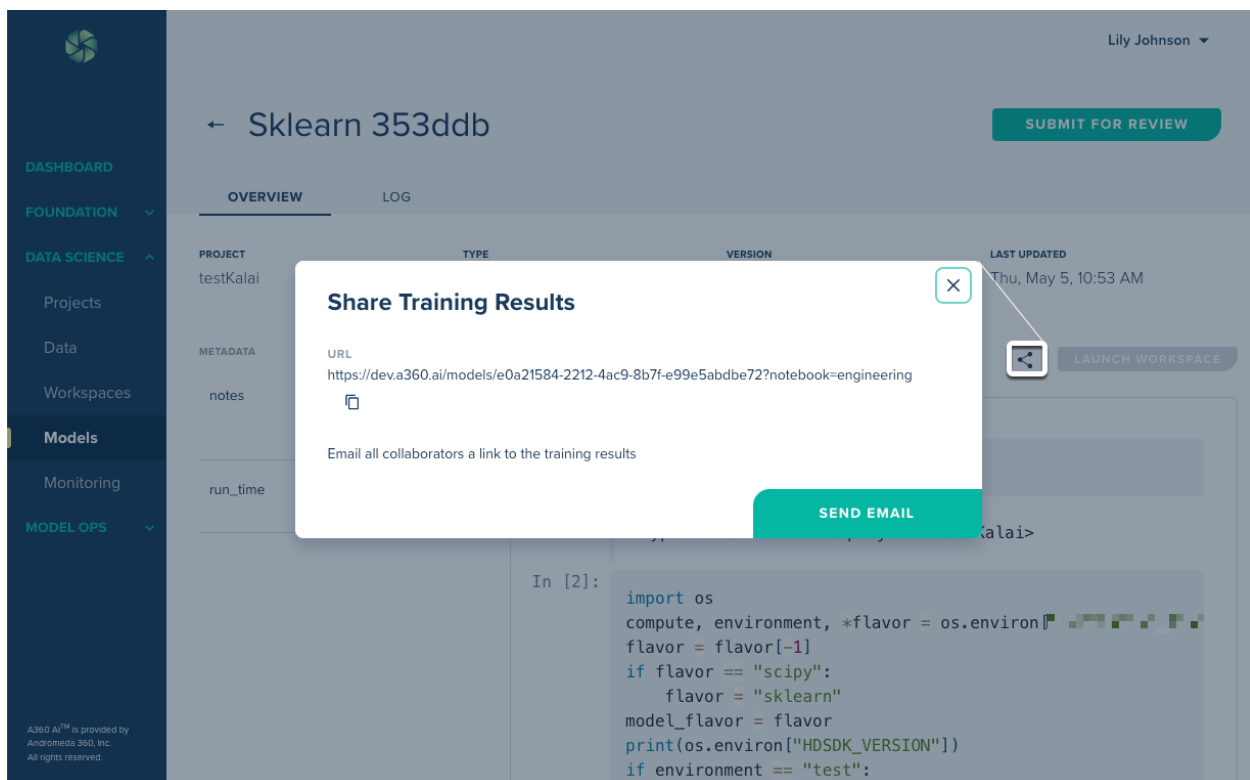 Lily Johnson
← Sklearn 353ddb
SUBMIT FOR REVIEW
DASHBOARD
FOUNDATION
DATA SCIENCE
Projects
Data
Workspaces
Models
Monitoring
MODEL OPS
A360 AI™ is provided by
Andromeda 360, Inc.
All rights reserved.
OVERVIEW
LOG
PROJECT
testKalai
TYPE
VERSION
LAST UPDATED
Thu, May 5, 10:53 AM
METADATA
notes
run_time
LAUNCH WORKSPACE
Share Training Results
URL
https://dev.a360.ai/models/e0a21584-2212-4ac9-8b7f-e99e5abdbe72?notebook=engineering
Email all collaborators a link to the training results
SEND EMAIL
Kalai>
In [2]:
import os
compute, environment, *flavor = os.environ[
flavor = flavor[-1]
if flavor == "scipy":
    flavor = "sklearn"
model_flavor = flavor
print(os.environ["HDSDK_VERSION"])
if environment == "test":